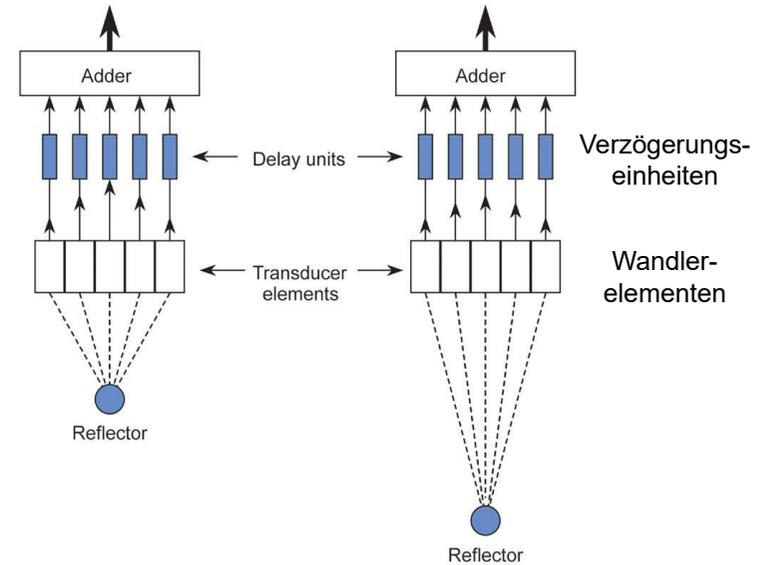 Adder
Adder
Delay units
Verzögerungs-
einheiten
Transducer
elements
Wandler-
elementen
Reflector
Reflector